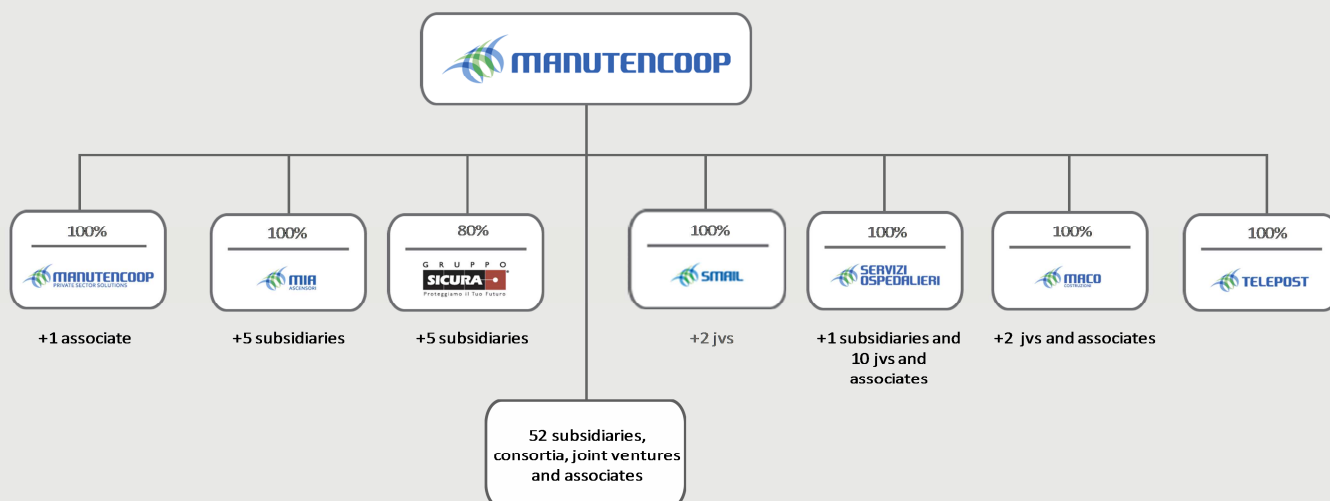 MANUTENCOOP
100%
MANUTENCOOP
PRIVATE SECTOR SOLUTIONS
+1 associate
100%
MIA
ASCENSORI
+5 subsidiaries
80%
GRUPPO
SICURA
Proteggiamo il Tuo Futuro
+5 subsidiaries
100%
SMAIL
+2 jvs
100%
SERVIZI
OSPEDALIERI
+1 subsidiaries and
10 jvs and
associates
100%
MACO
COSTRUZIONI
+2 jvs and associates
100%
TELEPOST
52 subsidiaries,
consortia, joint ventures
and associates